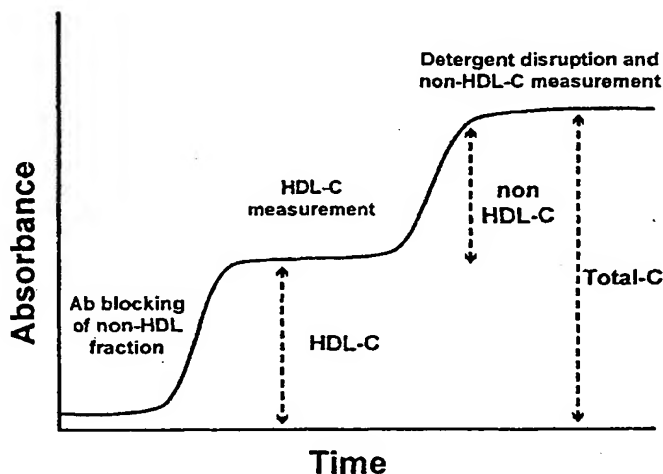 Detergent disruption and
non-HDL-C measurement
HDL-C
measurement
non
HDL-C
Total-C
Ab blocking
of non-HDL
fraction
HDL-C
Absorbance
Time